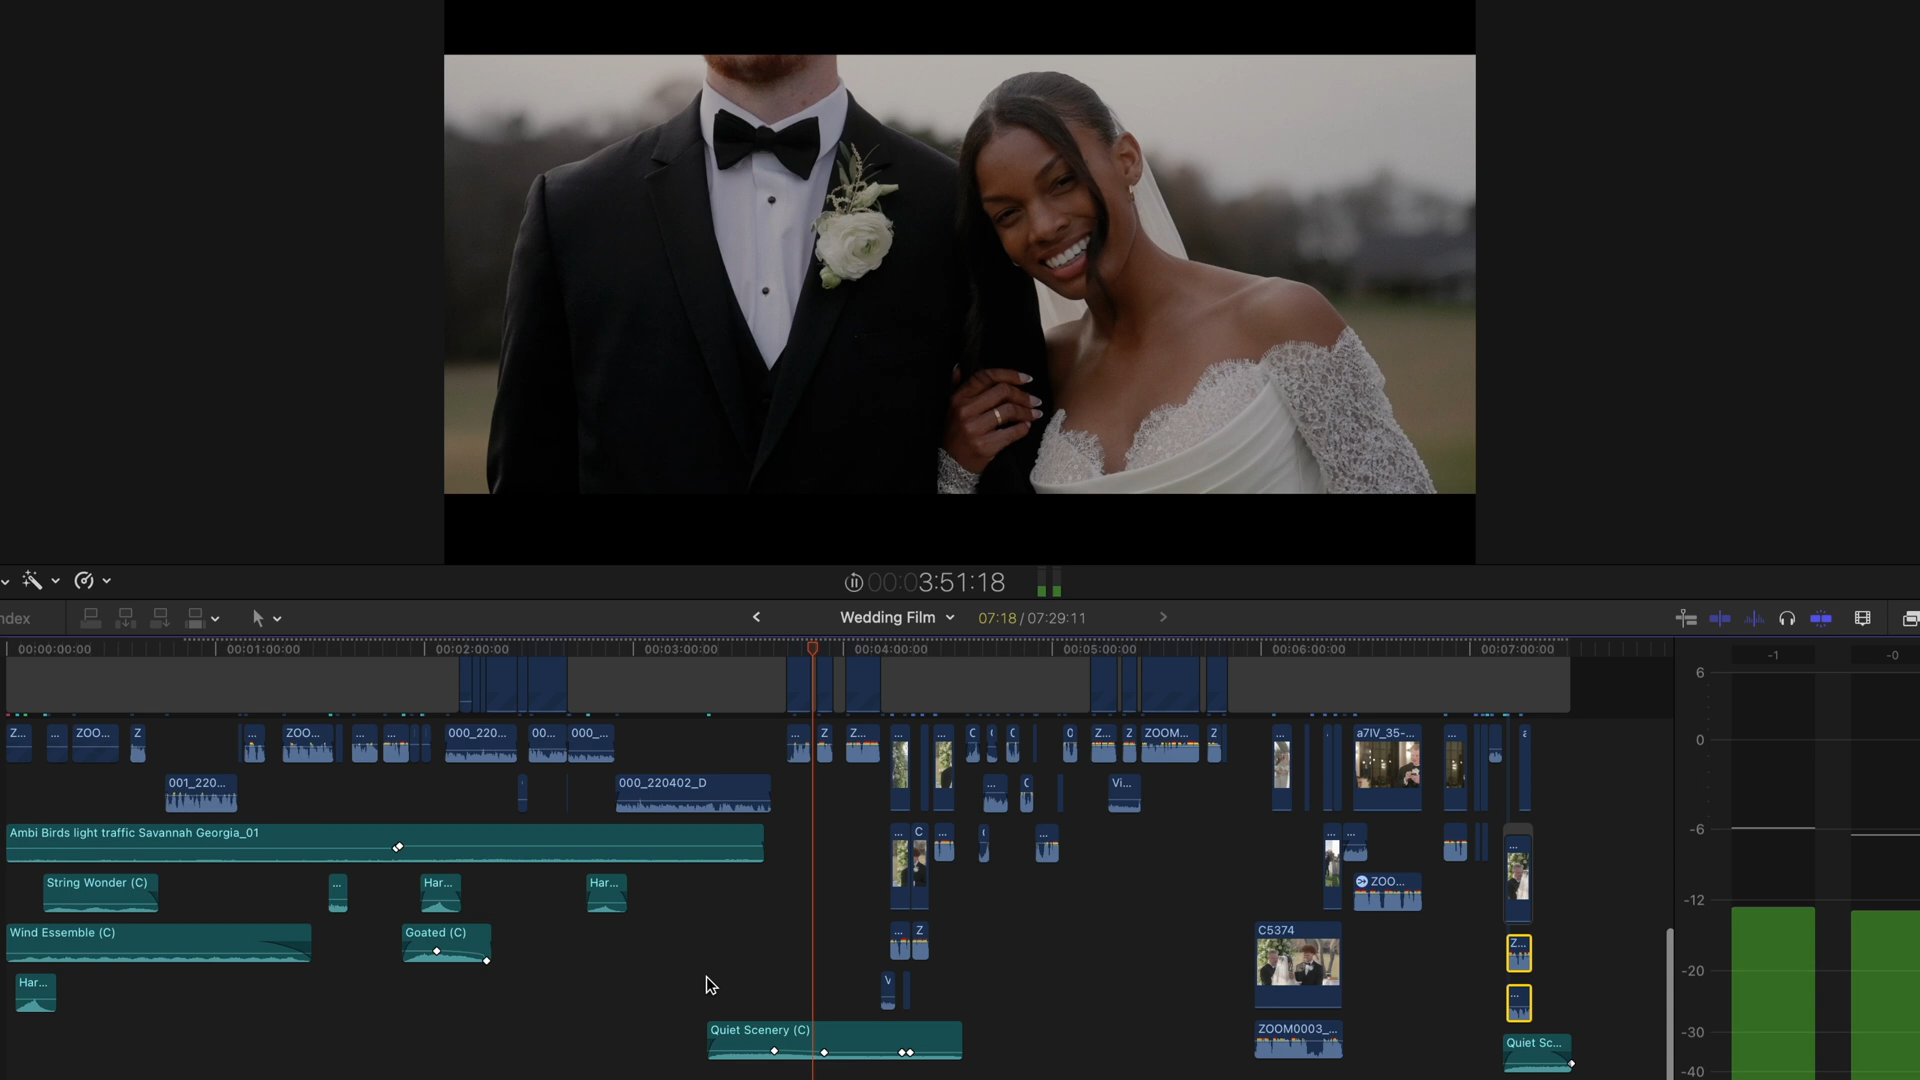 00:03:51:18
ndex
Wedding Film
07:18 / 07:29:11
00:00:00:00
00:01:00:00
00:02:00:00
00:03:00:00
00:04:00:00
00:05:00:00
00:06:00:00
00:07:00:00
-1
-0
6
0
-6
-12
-20
-30
-40
Z...
...
ZOO...
Z
...
ZOO...
...
...
000_220...
00...
000_...
...
Z
Z...
...
...
C
C
0
Z...
Z
ZOOM...
Z
...
a7IV_35-...
...
a
001_220...
000_220402_D
...
C
Vi...
Ambi Birds light traffic Savannah Georgia_01
...
C
...
...
...
...
...
String Wonder (C)
...
Har...
Har...
ZOO...
Wind Essemble (C)
Goated (C)
...
Z
C5374
Z...
Har...
V
...
Quiet Scenery (C)
ZOOM0003_...
Quiet Sc...